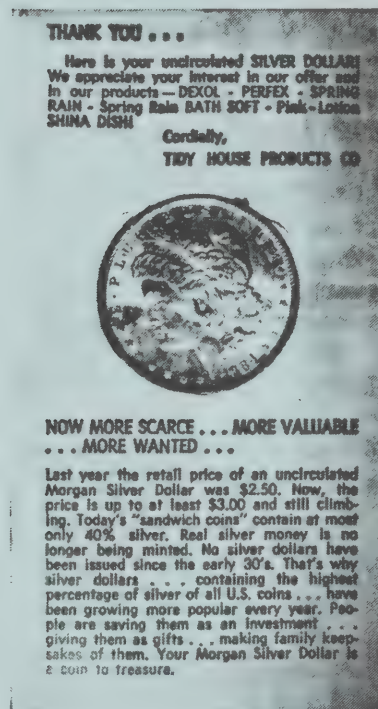 THANK YOU . . .
Here is your uncirculated SILVER DOLLAR!
We appreciate your interest in our offer and
in our products — DEXOL - PERFEX - SPRING
RAIN - Spring Rain BATH SOFT - Pink-Lotion
SHINA DISH!
Cordially,
TIDY HOUSE PRODUCTS CO
NOW MORE SCARCE . . . MORE VALUABLE
. . . MORE WANTED . . .
Last year the retail price of an uncirculated
Morgan Silver Dollar was $2.50. Now, the
price is up to at least $3.00 and still climb-
ing. Today's "sandwich coins" contain at most
only 40% silver. Real silver money is no
longer being minted. No silver dollars have
been issued since the early 30's. That's why
silver dollars . . . containing the highest
percentage of silver of all U.S. coins . . . have
been growing more popular every year. Peo-
ple are saving them as an investment . . .
giving them as gifts . . . making family keep-
sakes of them. Your Morgan Silver Dollar is
a coin to treasure.